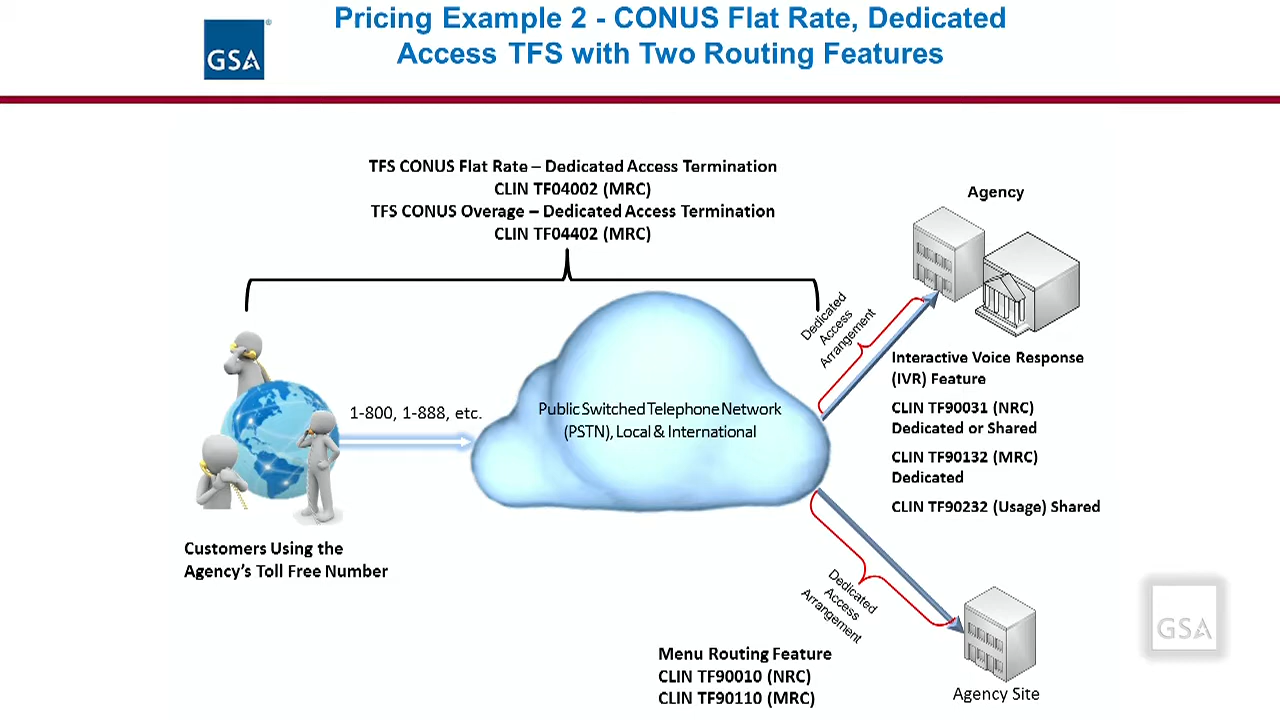 Pricing Example 2 - CONUS Flat Rate, Dedicated
Access TFS with Two Routing Features
GSA
TFS CONUS Flat Rate – Dedicated Access Termination
CLIN TF04002 (MRC)
TFS CONUS Overage – Dedicated Access Termination
CLIN TF04402 (MRC)
Agency
Dedicated
Access
Arrangement
Interactive Voice Response
(IVR) Feature
CLIN TF90031 (NRC)
Dedicated or Shared
CLIN TF90132 (MRC)
Dedicated
CLIN TF90232 (Usage) Shared
1-800, 1-888, etc.
Public Switched Telephone Network
(PSTN), Local & International
Customers Using the
Agency's Toll Free Number
Dedicated
Access
Arrangement
Menu Routing Feature
CLIN TF90010 (NRC)
CLIN TF90110 (MRC)
Agency Site
GSA